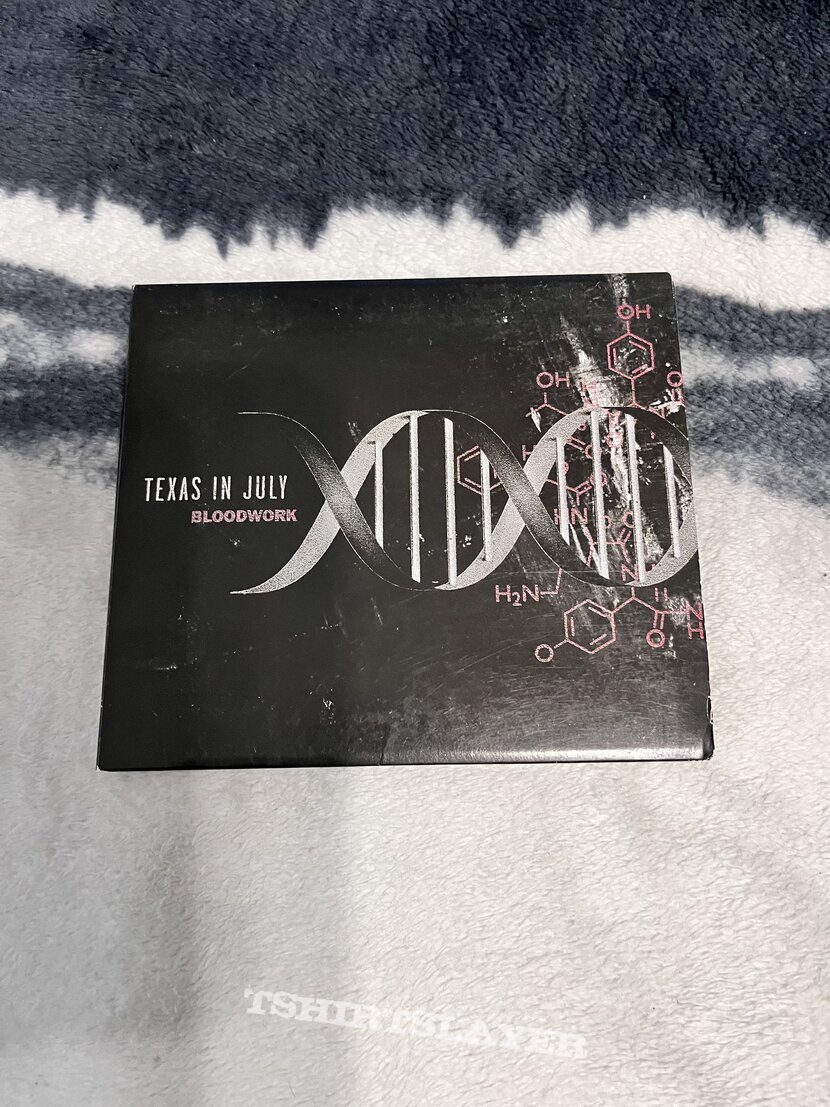 TEXAS IN JULY
BLOODWORK
OH
OH
H₂N
N
H
O
O
TSHIRTSLAYER